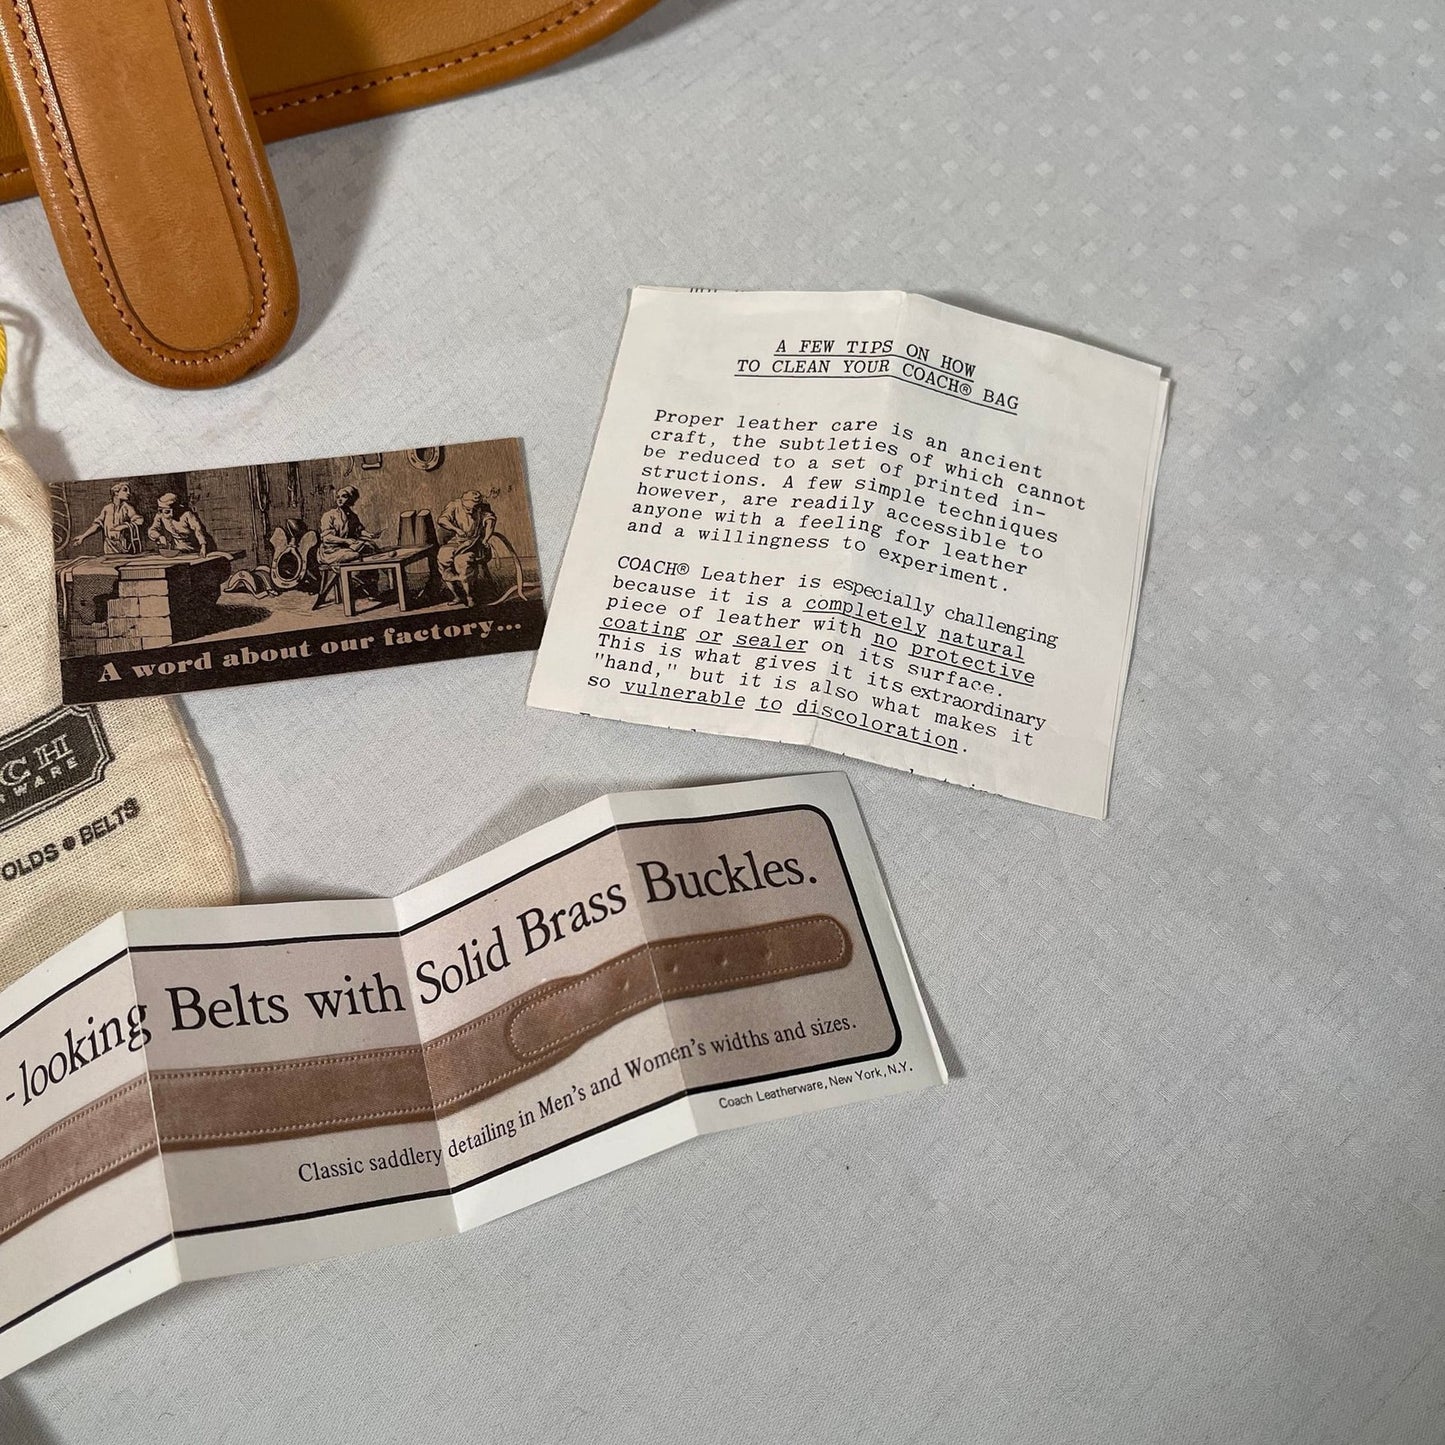 A FEW TIPS ON HOW
TO CLEAN YOUR COACH® BAG
Proper leather care is an ancient
craft, the subtleties of which cannot
be reduced to a set of printed in-
structions. A few simple techniques
however, are readily accessible to
anyone with a feeling for leather
and a willingness to experiment.
COACH® Leather is especially challenging
because it is a completely natural
piece of leather with no protective
coating or sealer on its surface.
This is what gives it its extraordinary
"hand," but it is also what makes it
so vulnerable to discoloration.
fig. 3
A word about our factory...
CH
WARE
OLDS • BELTS
-looking Belts with Solid Brass Buckles.
Classic saddlery detailing in Men's and Women's widths and sizes.
Coach Leatherware, New York, N.Y.